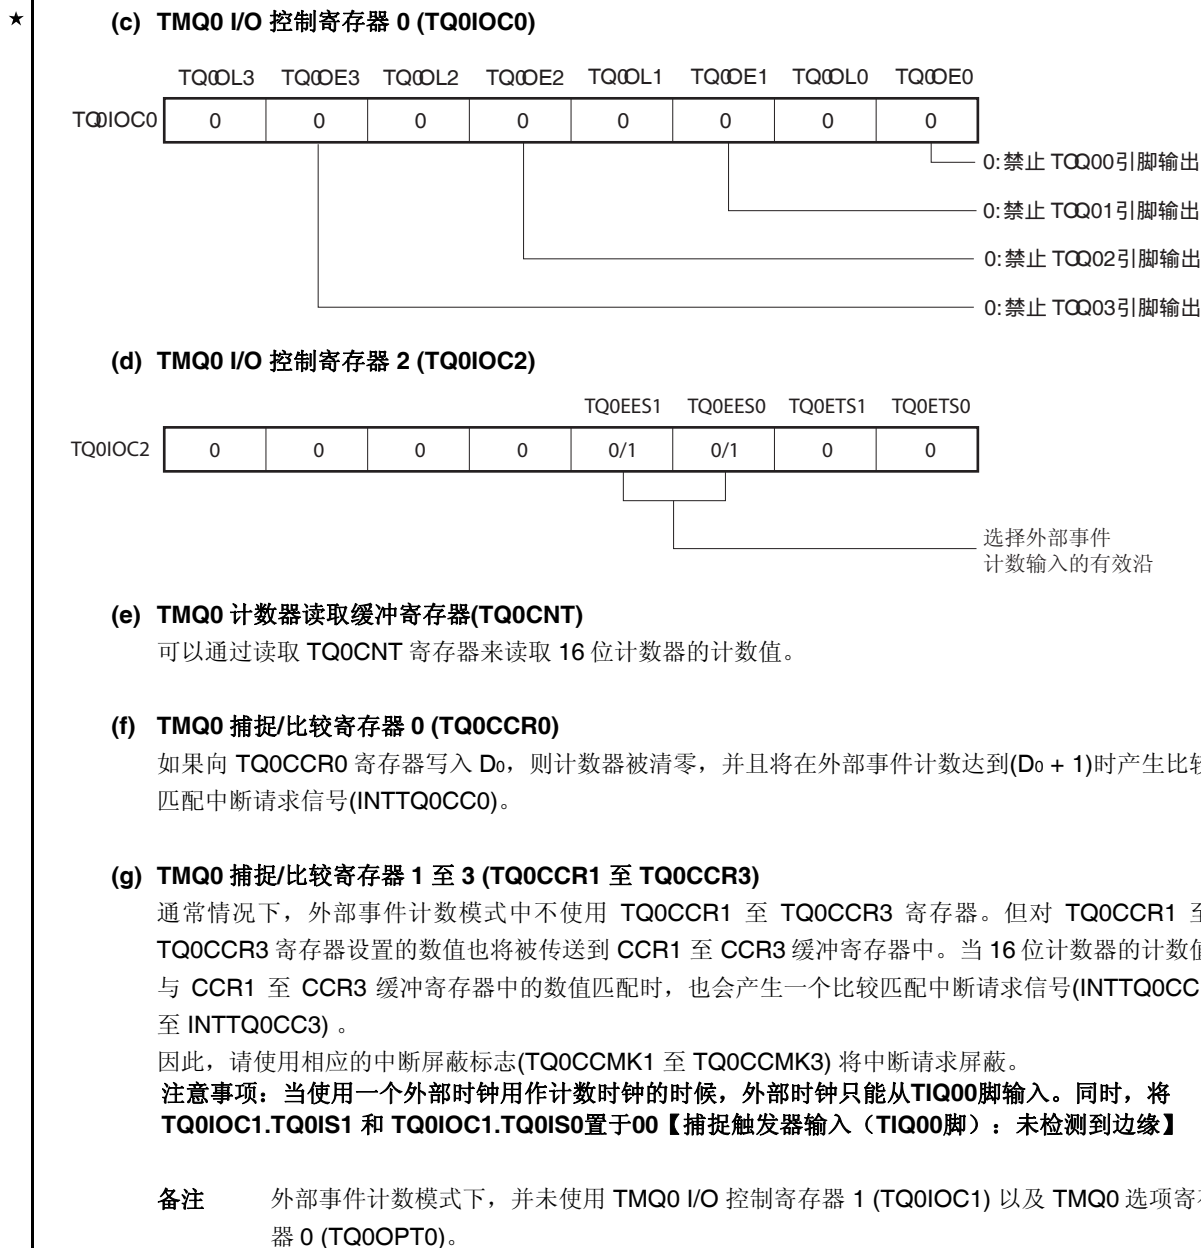 ★ (c) TMQ0 I/O 控制寄存器 0 (TQ0IOC0)
TQ0OL3 TQ0OE3 TQ0OL2 TQ0OE2 TQ0OL1 TQ0OE1 TQ0OL0 TQ0OE0
TQ0IOC0 0 0 0 0 0 0 0 0
0:禁止 TOQ00引脚输出
0:禁止 TOQ01引脚输出
0:禁止 TOQ02引脚输出
0:禁止 TOQ03引脚输出
(d) TMQ0 I/O 控制寄存器 2 (TQ0IOC2)
TQ0EES1 TQ0EES0 TQ0ETS1 TQ0ETS0
TQ0IOC2 0 0 0 0 0/1 0/1 0 0
选择外部事件
计数输入的有效沿
(e) TMQ0 计数器读取缓冲寄存器(TQ0CNT)
可以通过读取 TQ0CNT 寄存器来读取 16 位计数器的计数值。
(f) TMQ0 捕捉/比较寄存器 0 (TQ0CCR0)
如果向 TQ0CCR0 寄存器写入 D0，则计数器被清零，并且将在外部事件计数达到(D0 + 1)时产生比较
匹配中断请求信号(INTTQ0CC0)。
(g) TMQ0 捕捉/比较寄存器 1 至 3 (TQ0CCR1 至 TQ0CCR3)
通常情况下，外部事件计数模式中不使用 TQ0CCR1 至 TQ0CCR3 寄存器。但对 TQ0CCR1 至
TQ0CCR3 寄存器设置的数值也将被传送到 CCR1 至 CCR3 缓冲寄存器中。当 16 位计数器的计数值
与 CCR1 至 CCR3 缓冲寄存器中的数值匹配时，也会产生一个比较匹配中断请求信号(INTTQ0CC
至 INTTQ0CC3) 。
因此，请使用相应的中断屏蔽标志(TQ0CCMK1 至 TQ0CCMK3) 将中断请求屏蔽。
注意事项：当使用一个外部时钟用作计数时钟的时候，外部时钟只能从TIQ00脚输入。同时，将
TQ0IOC1.TQ0IS1 和 TQ0IOC1.TQ0IS0置于00【捕捉触发器输入（TIQ00脚）：未检测到边缘】
备注 外部事件计数模式下，并未使用 TMQ0 I/O 控制寄存器 1 (TQ0IOC1) 以及 TMQ0 选项寄存
器 0 (TQ0OPT0)。